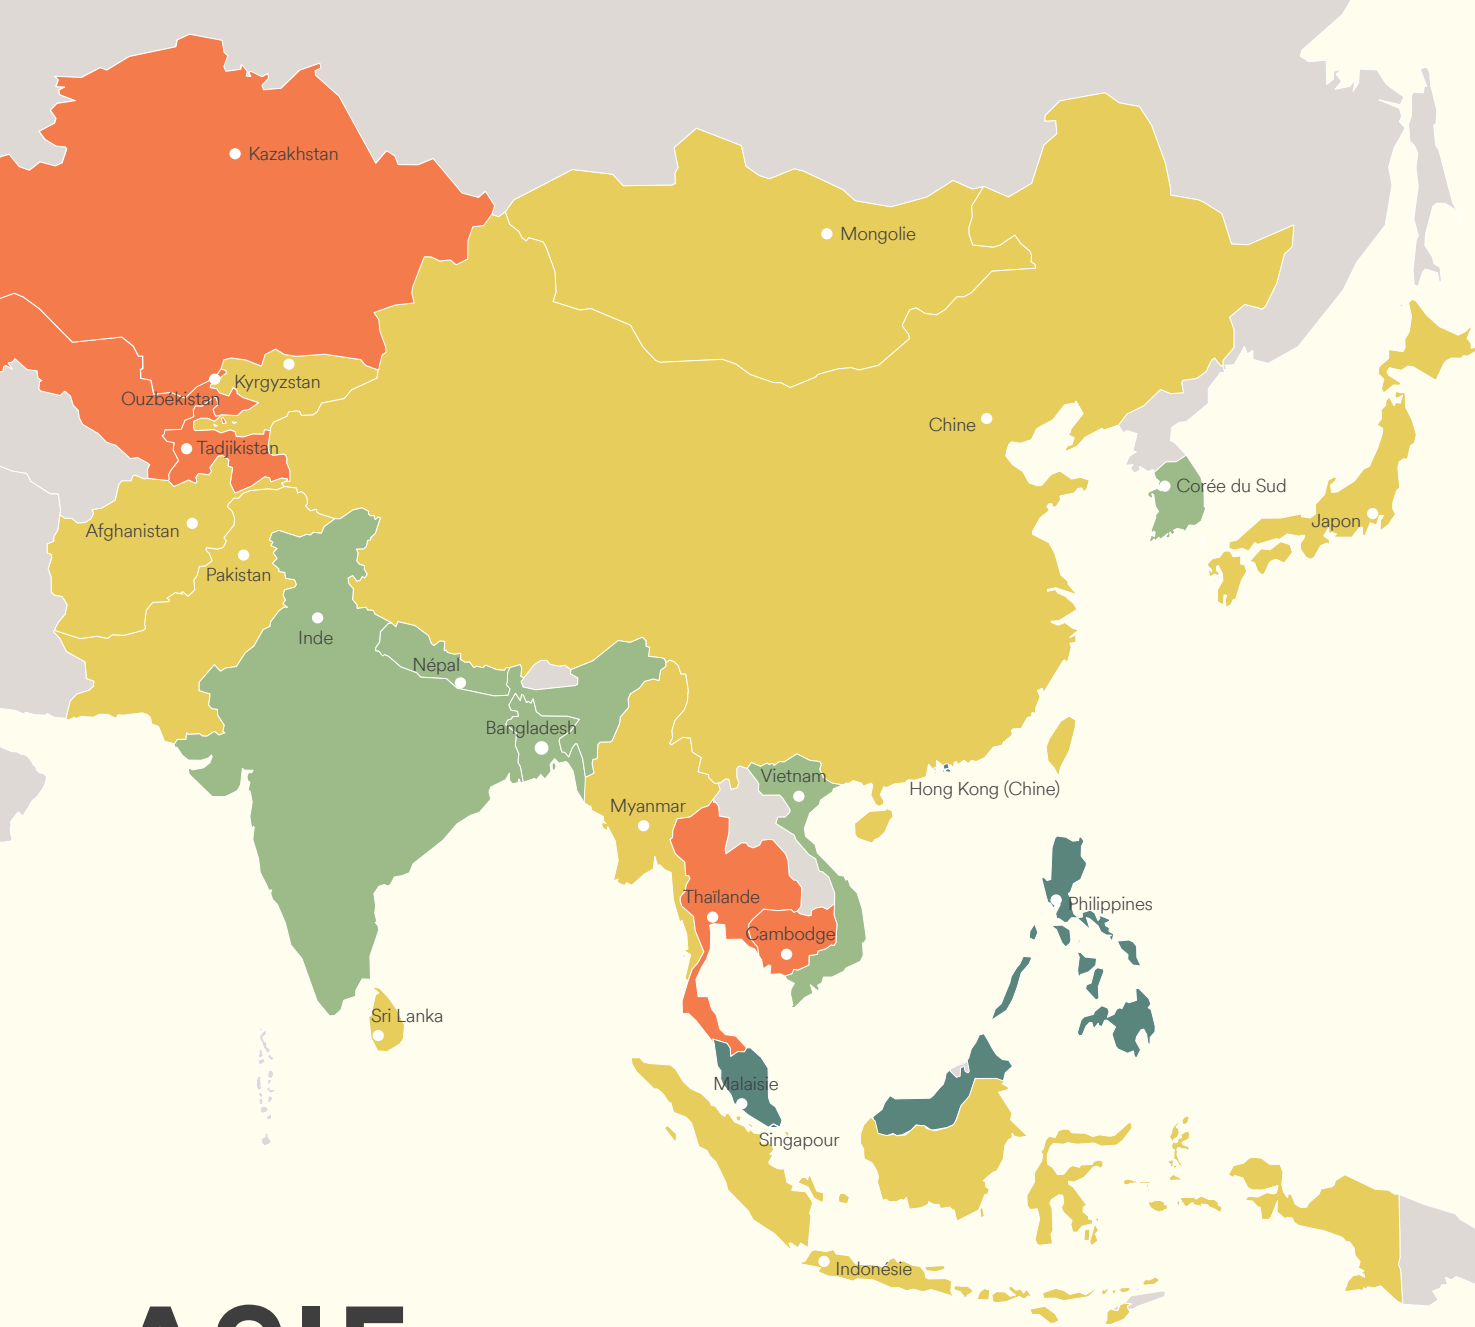 Kazakhstan
Mongolie
Kyrgyzstan
Ouzbékistan
Chine
Tadjikistan
Corée du Sud
Japon
Afghanistan
Pakistan
Inde
Népal
Bangladesh
Vietnam
Hong Kong (Chine)
Myanmar
Thaïlande
Philippines
Cambodge
Sri Lanka
Malaisie
Singapour
Indonésie
ASIE